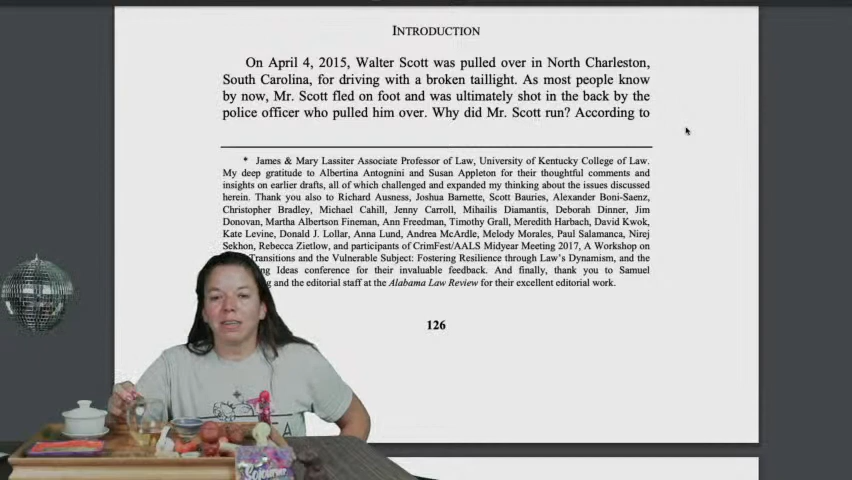 INTRODUCTION
On April 4, 2015, Walter Scott was pulled over in North Charleston,
South Carolina, for driving with a broken taillight. As most people know
by now, Mr. Scott fled on foot and was ultimately shot in the back by the
police officer who pulled him over. Why did Mr. Scott run? According to
* James & Mary Lassiter Associate Professor of Law, University of Kentucky College of Law.
My deep gratitude to Albertina Antognini and Susan Appleton for their thoughtful comments and
insights on earlier drafts, all of which challenged and expanded my thinking about the issues discussed
herein. Thank you also to Richard Ausness, Joshua Barnette, Scott Bauries, Alexander Boni-Saenz,
Christopher Bradley, Michael Cahill, Jenny Carroll, Mihailis Diamantis, Deborah Dinner, Jim
Donovan, Martha Albertson Fineman, Ann Freedman, Timothy Grall, Meredith Harbach, David Kwok,
Kate Levine, Donald J. Lollar, Anna Lund, Andrea McArdle, Melody Morales, Paul Salamanca, Nirej
Sekhon, Rebecca Zietlow, and participants of CrimFest/AALS Midyear Meeting 2017, A Workshop on
Transitions and the Vulnerable Subject: Fostering Resilience through Law's Dynamism, and the
Ideas conference for their invaluable feedback. And finally, thank you to Samuel
and the editorial staff at the Alabama Law Review for their excellent editorial work.
126